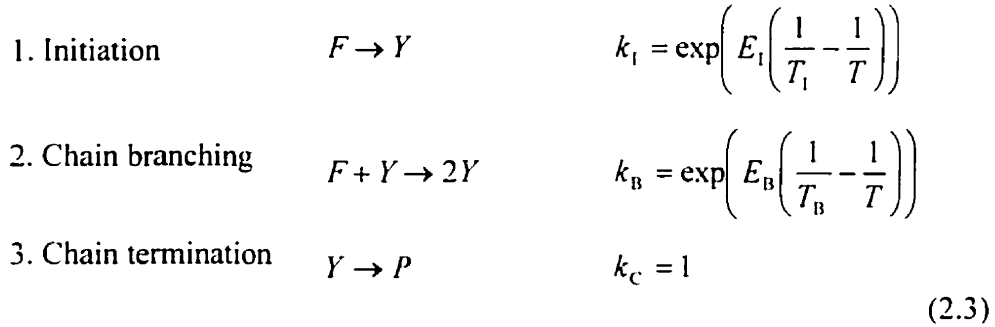 1. Initiation F → Y k_I = exp(E_I(1/T_I − 1/T))
2. Chain branching F + Y → 2Y k_B = exp(E_B(1/T_B − 1/T))
3. Chain termination Y → P k_C = 1
(2.3)